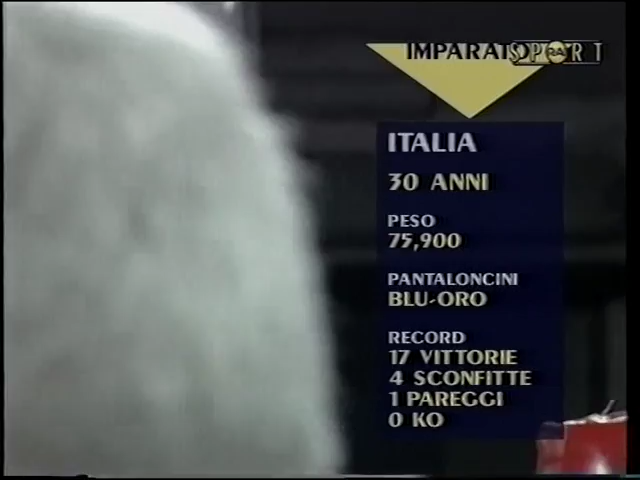 IMPARATO SPORT
RAI
ITALIA
30 ANNI
PESO
75,900
PANTALONCINI
BLU-ORO
RECORD
17 VITTORIE
4 SCONFITTE
1 PAREGGI
0 KO